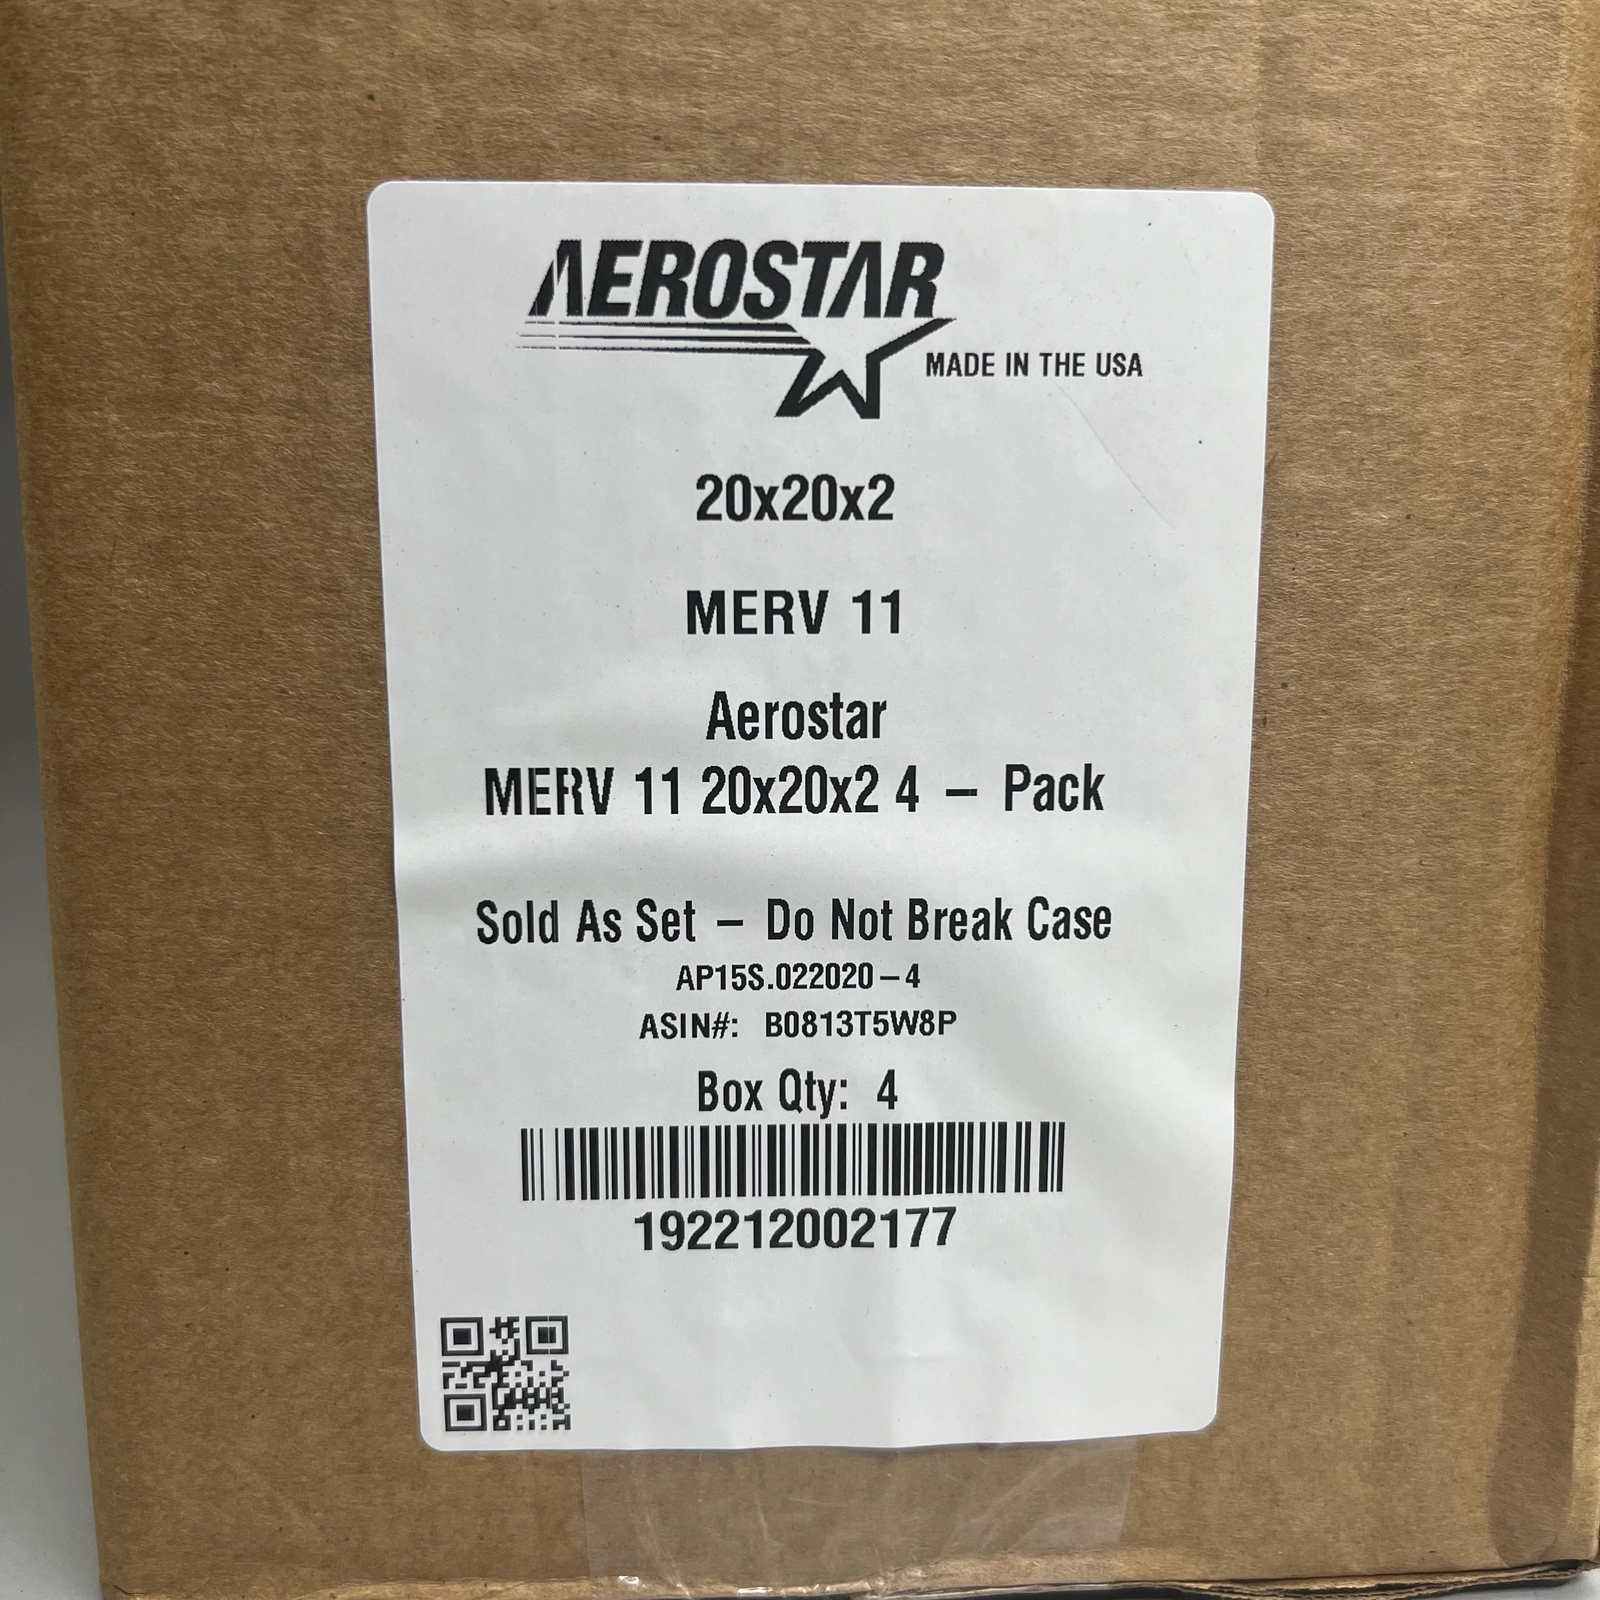 AEROSTAR
MADE IN THE USA
20x20x2
MERV 11
Aerostar
MERV 11 20x20x2 4 – Pack
Sold As Set – Do Not Break Case
AP15S.022020–4
ASIN#: B0813T5W8P
Box Qty: 4
192212002177